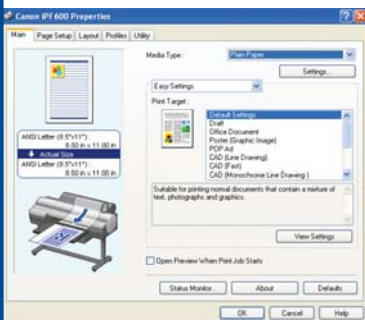 Canon iPF600 Properties
Main
Page Setup
Layout
Profiles
Utility
Media Type:
Plain Paper
Settings...
Easy Settings
Print Target:
Default Settings
Draft
Office Document
Poster (Graphic Image)
POP Ad
CAD (Line Drawing)
CAD (Fast)
CAD (Monochrome Line Drawing )
ANSI Letter (8.5"x11")
8.50 in x 11.00 in
Actual Size
ANSI Letter (8.5"x11")
8.50 in x 11.00 in
Suitable for printing normal documents that contain a mixture of
text, photographs and graphics.
View Settings
Open Preview When Print Job Starts
Status Monitor...
About
Defaults
OK
Cancel
Help